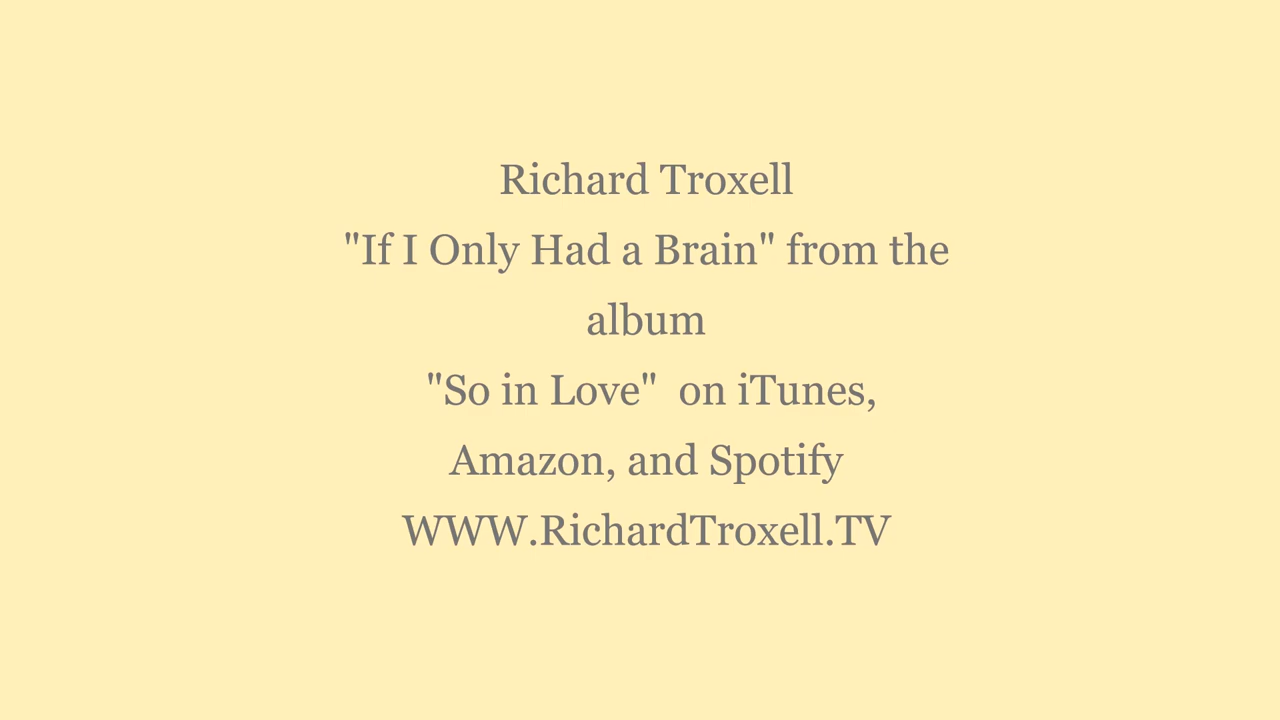 Richard Troxell
"If I Only Had a Brain" from the
album
"So in Love"  on iTunes,
Amazon, and Spotify
WWW.RichardTroxell.TV